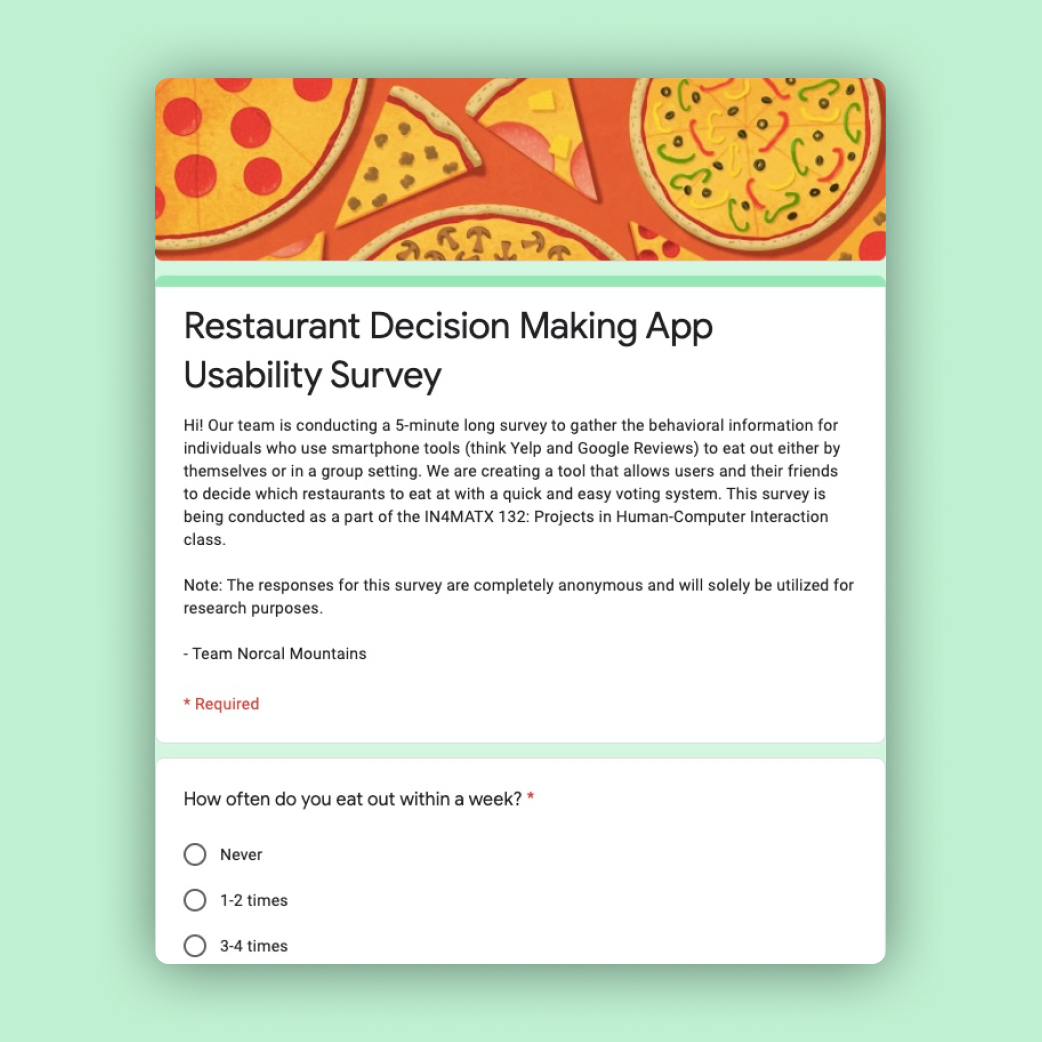 Restaurant Decision Making App
Usability Survey
Hi! Our team is conducting a 5-minute long survey to gather the behavioral information for
individuals who use smartphone tools (think Yelp and Google Reviews) to eat out either by
themselves or in a group setting. We are creating a tool that allows users and their friends
to decide which restaurants to eat at with a quick and easy voting system. This survey is
being conducted as a part of the IN4MATX 132: Projects in Human-Computer Interaction
class.
Note: The responses for this survey are completely anonymous and will solely be utilized for
research purposes.
- Team Norcal Mountains
* Required
How often do you eat out within a week? *
Never
1-2 times
3-4 times